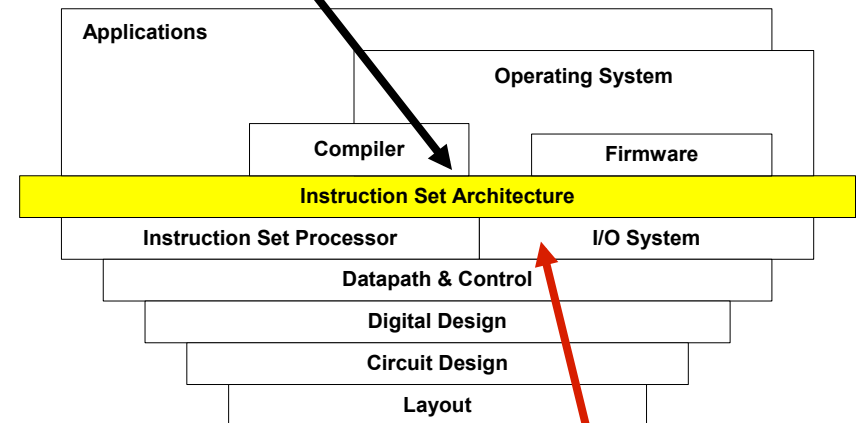 Applications
Operating System
Compiler
Firmware
Instruction Set Architecture
Instruction Set Processor
I/O System
Datapath & Control
Digital Design
Circuit Design
Layout